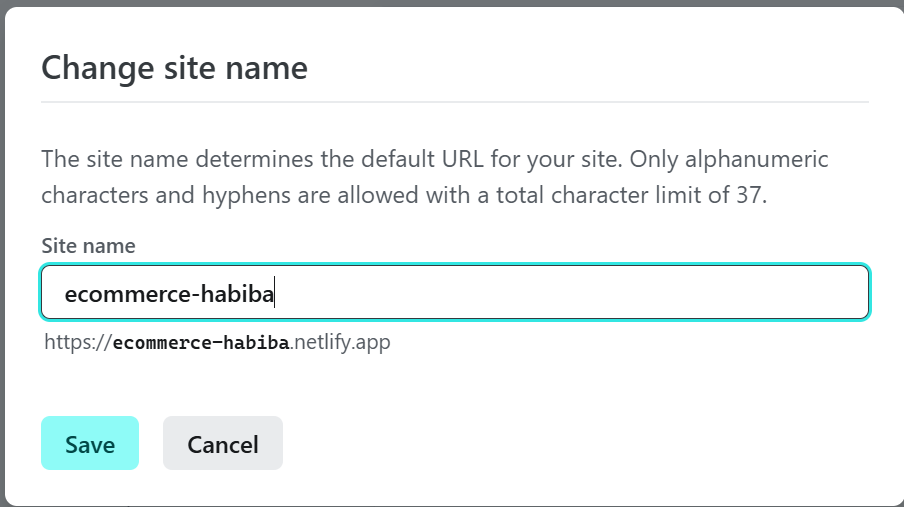 Change site name
The site name determines the default URL for your site. Only alphanumeric
characters and hyphens are allowed with a total character limit of 37.
Site name
ecommerce-habiba
https://ecommerce-habiba.netlify.app
Save Cancel